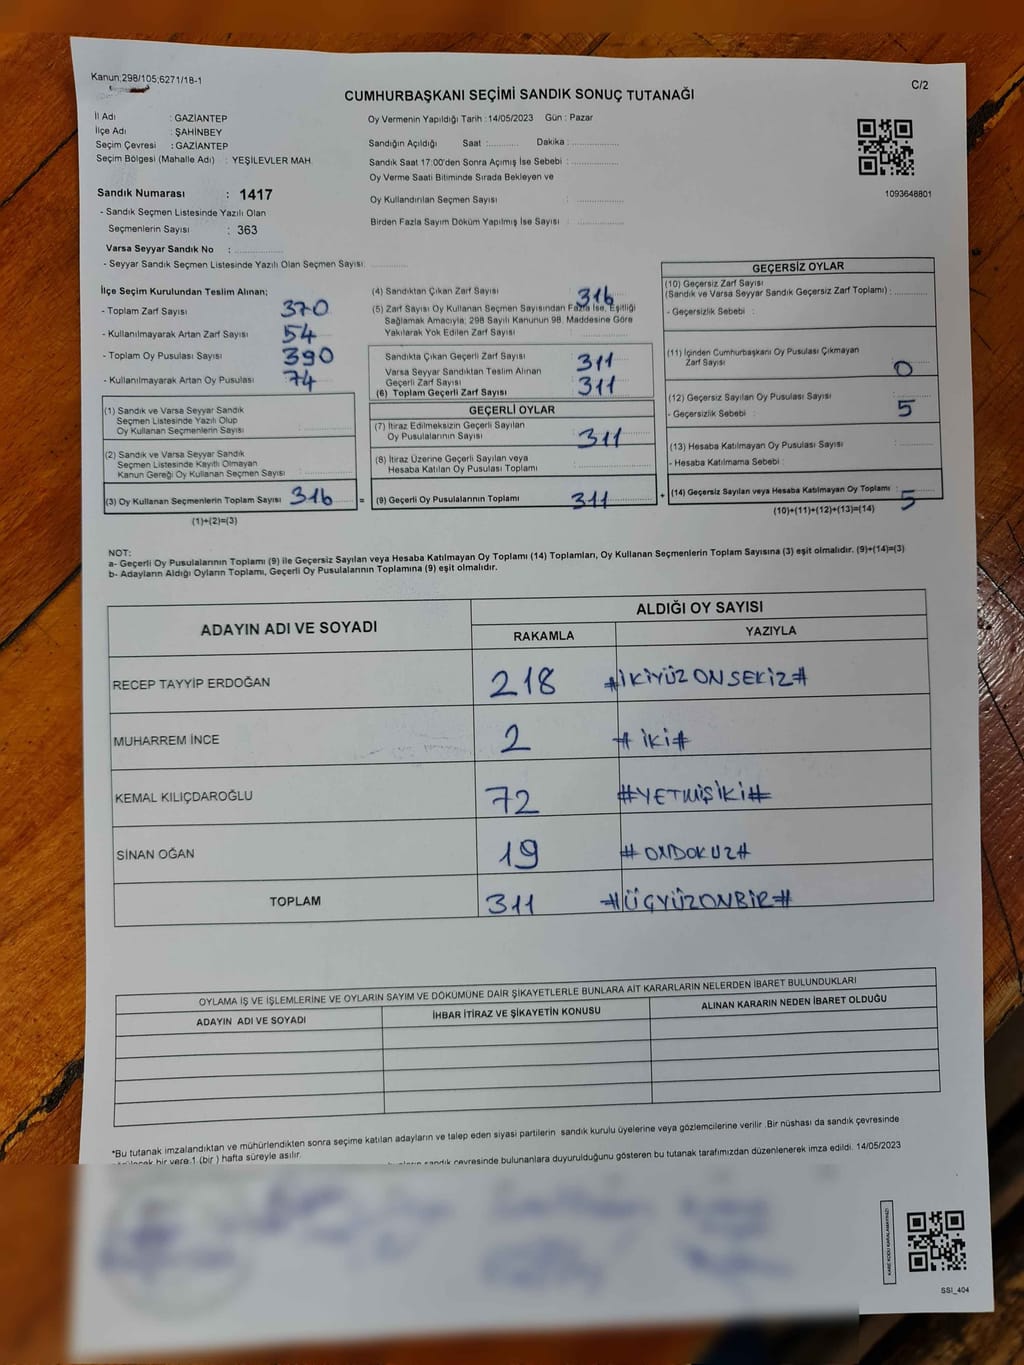 Kanun:298/105;6271/18-1
C/2
CUMHURBAŞKANI SEÇİMİ SANDIK SONUÇ TUTANAĞI
İl Adı : GAZİANTEP
İlçe Adı : ŞAHİNBEY
Seçim Çevresi : GAZİANTEP
Seçim Bölgesi (Mahalle Adı) : YEŞİLEVLER MAH.
Sandık Numarası : 1417
- Sandık Seçmen Listesinde Yazılı Olan
Seçmenlerin Sayısı : 363
Varsa Seyyar Sandık No :
- Seyyar Sandık Seçmen Listesinde Yazılı Olan Seçmen Sayısı:
Oy Vermenin Yapıldığı Tarih : 14/05/2023 Gün : Pazar
Sandığın Açıldığı Saat : Dakika :
Sandık Saat 17:00'den Sonra Açımış İse Sebebi :
Oy Verme Saati Bitiminde Sırada Bekleyen ve
Oy Kullandırılan Seçmen Sayısı :
Birden Fazla Sayım Döküm Yapılmış İse Sayısı :
1093648801
İlçe Seçim Kurulundan Teslim Alınan;
- Toplam Zarf Sayısı : 370
- Kullanılmayarak Artan Zarf Sayısı : 54
- Toplam Oy Pusulası Sayısı : 390
- Kullanılmayarak Artan Oy Pusulası : 74
(1) Sandık ve Varsa Seyyar Sandık
Seçmen Listesinde Yazılı Olup
Oy Kullanan Seçmenlerin Sayısı :
(2) Sandık ve Varsa Seyyar Sandık
Seçmen Listesinde Kayıtlı Olmayan
Kanun Gereği Oy Kullanan Seçmen Sayısı :
(3) Oy Kullanan Seçmenlerin Toplam Sayısı : 316 =
(1)+(2)=(3)
(4) Sandıktan Çıkan Zarf Sayısı : 316
(5) Zarf Sayısı Oy Kullanan Seçmen Sayısından Fazla İse, Eşitliği
Sağlamak Amacıyla; 298 Sayılı Kanunun 98. Maddesine Göre
Yakılarak Yok Edilen Zarf Sayısı :
Sandıkta Çıkan Geçerli Zarf Sayısı : 311
Varsa Seyyar Sandıktan Teslim Alınan
Geçerli Zarf Sayısı :
(6) Toplam Geçerli Zarf Sayısı : 311
GEÇERLİ OYLAR
(7) İtiraz Edilmeksizin Geçerli Sayılan
Oy Pusulalarının Sayısı : 311
(8) İtiraz Üzerine Geçerli Sayılan veya
Hesaba Katılan Oy Pusulası Toplamı :
(9) Geçerli Oy Pusulalarının Toplamı : 311 +
GEÇERSİZ OYLAR
(10) Geçersiz Zarf Sayısı
(Sandık ve Varsa Seyyar Sandık Geçersiz Zarf Toplamı) :
- Geçersizlik Sebebi :
(11) İçinden Cumhurbaşkanı Oy Pusulası Çıkmayan
Zarf Sayısı : 0
(12) Geçersiz Sayılan Oy Pusulası Sayısı : 5
- Geçersizlik Sebebi :
(13) Hesaba Katılmayan Oy Pusulası Sayısı :
- Hesaba Katılmama Sebebi :
(14) Geçersiz Sayılan veya Hesaba Katılmayan Oy Toplamı : 5
(10)+(11)+(12)+(13)=(14)
NOT:
a- Geçerli Oy Pusulalarının Toplamı (9) ile Geçersiz Sayılan veya Hesaba Katılmayan Oy Toplamı (14) Toplamları, Oy Kullanan Seçmenlerin Toplam Sayısına (3) eşit olmalıdır. (9)+(14)=(3)
b- Adayların Aldığı Oyların Toplamı, Geçerli Oy Pusulalarının Toplamına (9) eşit olmalıdır.
ADAYIN ADI VE SOYADI
ALDIĞI OY SAYISI
RAKAMLA YAZIYLA
RECEP TAYYİP ERDOĞAN 218 #İKİYÜZONSEKİZ#
MUHARREM İNCE 2 #İKİ#
KEMAL KILIÇDAROĞLU 72 #YETMİŞİKİ#
SİNAN OĞAN 19 #ONDOKUZ#
TOPLAM 311 #ÜÇYÜZONBİR#
OYLAMA İŞ VE İŞLEMLERİNE VE OYLARIN SAYIM VE DÖKÜMÜNE DAİR ŞİKAYETLERLE BUNLARA AİT KARARLARIN NELERDEN İBARET BULUNDUKLARI
ADAYIN ADI VE SOYADI İHBAR İTİRAZ VE ŞİKAYETİN KONUSU ALINAN KARARIN NEDEN İBARET OLDUĞU
*Bu tutanak imzalandıktan ve mühürlendikten sonra seçime katılan adayların ve talep eden siyasi partilerin sandık kurulu üyelerine veya gözlemcilerine verilir .Bir nüshası da sandık çevresinde
bir yere 1 (bir ) hafta süreyle asılır.
sandık çevresinde bulunanlara duyurulduğunu gösteren bu tutanak tarafımızdan düzenlenerek imza edildi. 14/05/2023
KARE KODU KARALAMAYINIZ!
SSI_404